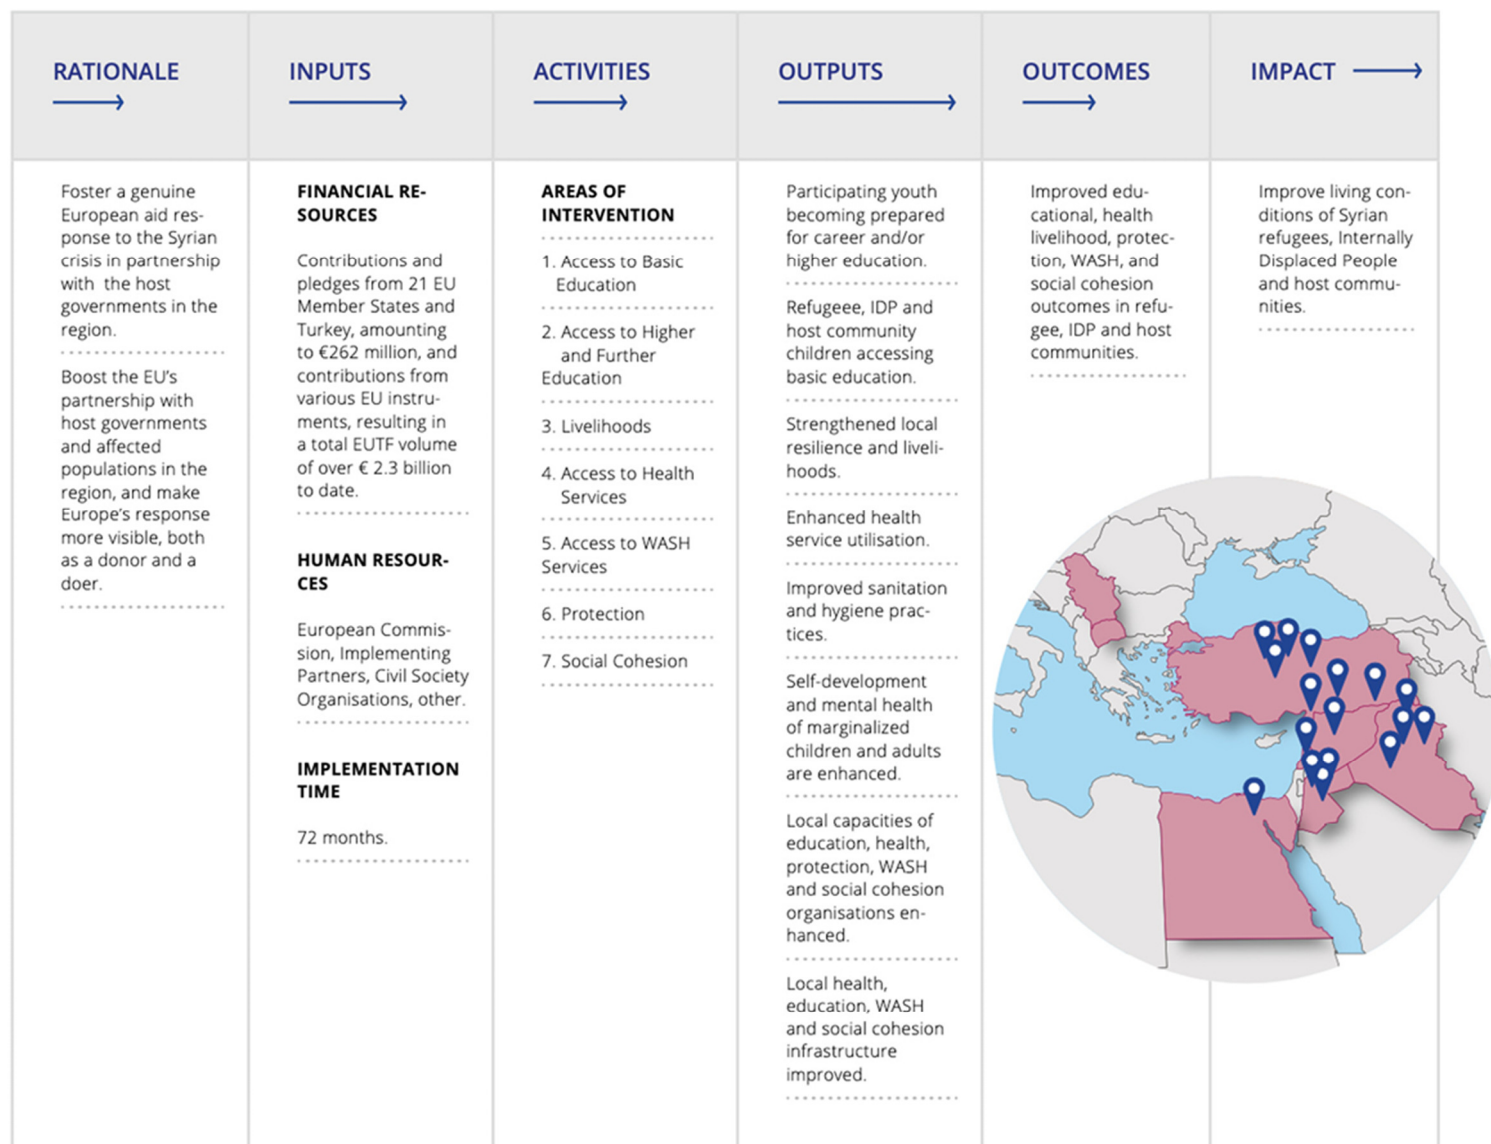 RATIONALE
INPUTS
ACTIVITIES
OUTPUTS
OUTCOMES
IMPACT
Foster a genuine
European aid res-
ponse to the Syrian
crisis in partnership
with the host
governments in the
region.
Boost the EU's
partnership with
host governments
and affected
populations in the
region, and make
Europe's response
more visible, both
as a donor and a
doer.
FINANCIAL RE-
SOURCES
Contributions and
pledges from 21 EU
Member States and
Turkey, amounting
to €262 million, and
contributions from
various EU instru-
ments, resulting in
a total EUTF volume
of over € 2.3 billion
to date.
HUMAN RESOUR-
CES
European Commis-
sion, Implementing
Partners, Civil Society
Organisations, other.
IMPLEMENTATION
TIME
72 months.
AREAS OF
INTERVENTION
1. Access to Basic
Education
2. Access to Higher
and Further
Education
3. Livelihoods
4. Access to Health
Services
5. Access to WASH
Services
6. Protection
7. Social Cohesion
Participating youth
becoming prepared
for career and/or
higher education.
Refugeee, IDP and
host community
children accessing
basic education.
Strengthened local
resilience and liveli-
hoods.
Enhanced health
service utilisation.
Improved sanitation
and hygiene prac-
tices.
Self-development
and mental health
of marginalized
children and adults
are enhanced.
Local capacities of
education, health,
protection, WASH
and social cohesion
organisations en-
hanced.
Local health,
education, WASH
and social cohesion
infrastructure
improved.
Improved edu-
cational, health
livelihood, protec-
tion, WASH, and
social cohesion
outcomes in refu-
gee, IDP and host
communities.
Improve living con-
ditions of Syrian
refugees, Internally
Displaced People
and host commu-
nities.